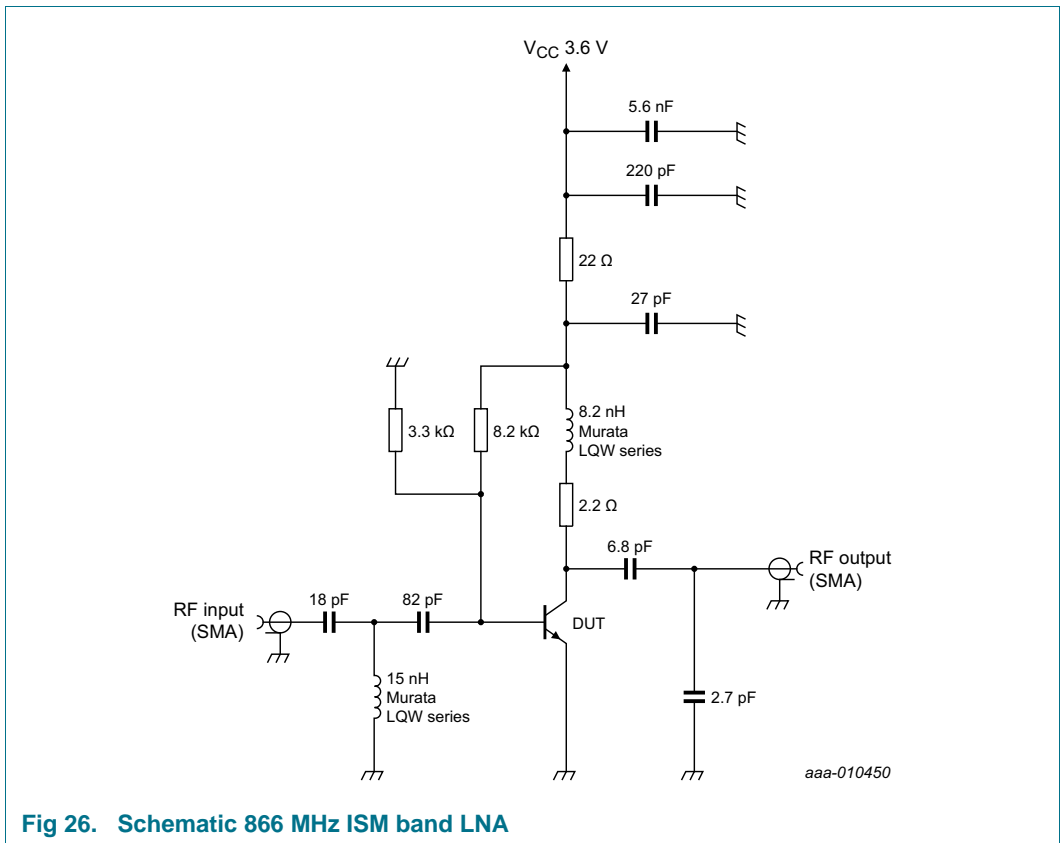 V_CC 3.6 V
5.6 nF
220 pF
22 Ω
27 pF
3.3 kΩ
8.2 kΩ
8.2 nH
Murata
LQW series
2.2 Ω
6.8 pF
RF output
(SMA)
RF input
(SMA)
18 pF
82 pF
DUT
15 nH
Murata
LQW series
2.7 pF
aaa-010450
Fig 26. Schematic 866 MHz ISM band LNA